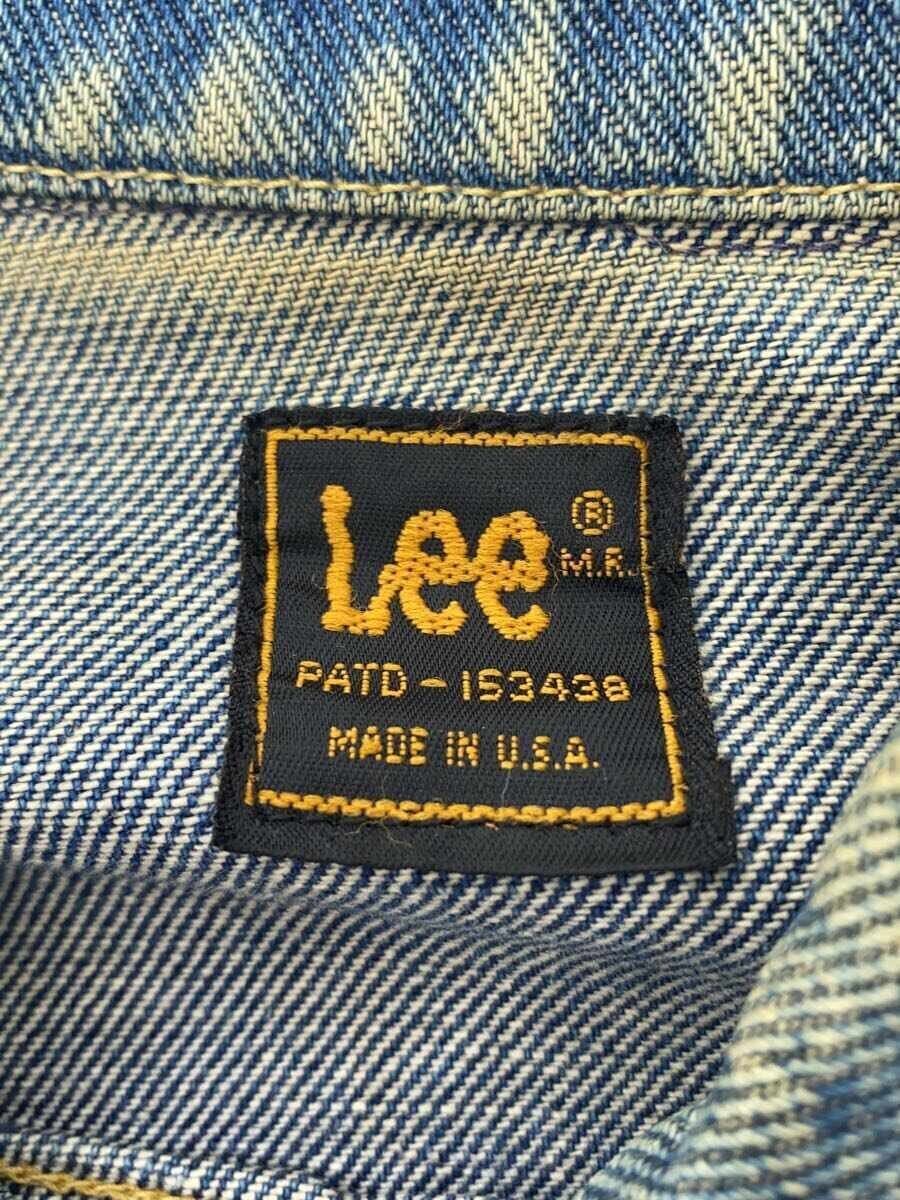 Lee ®
M.R.
PATD-153438
MADE IN U.S.A.